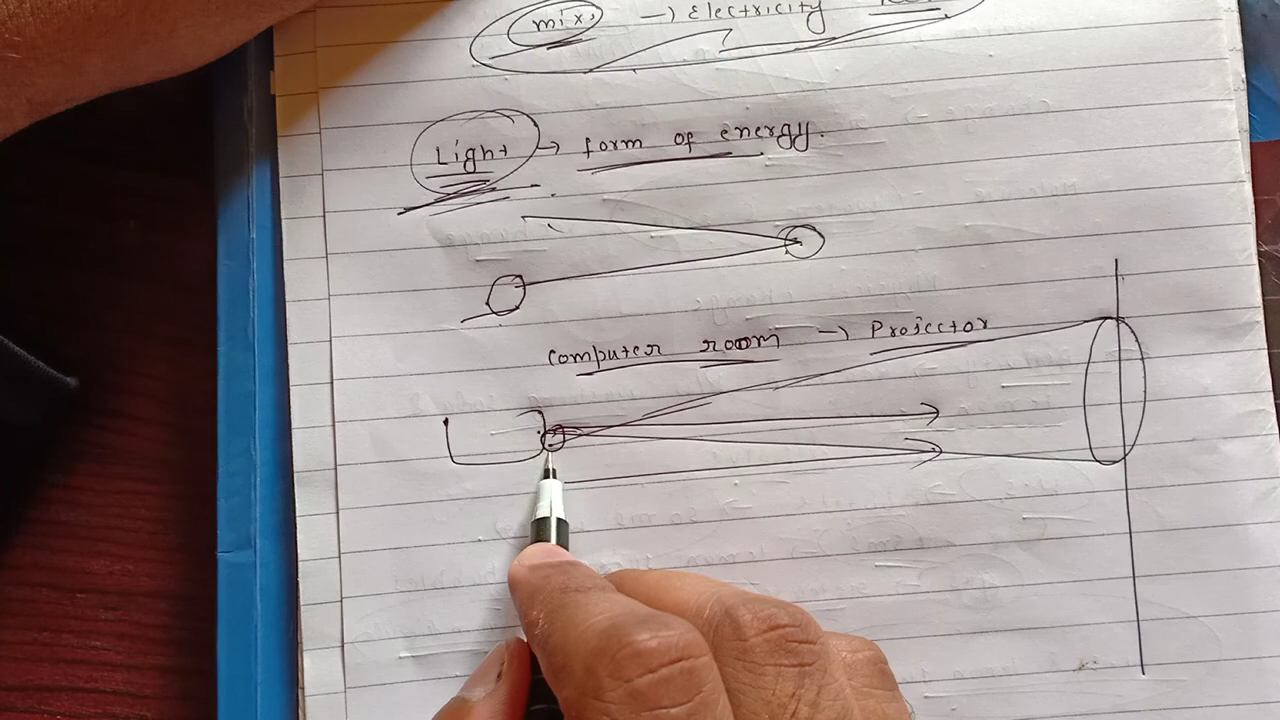 mix, → Electricity
Light → form of energy.
computer room → Projector